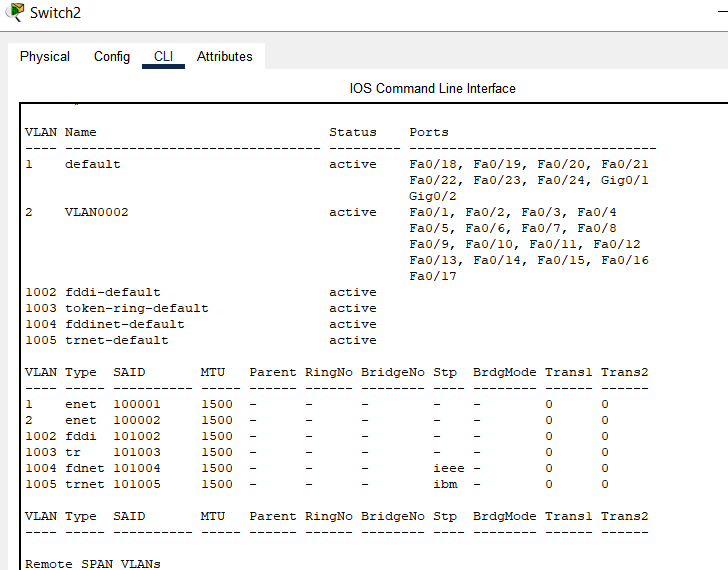 Switch2
Physical Config CLI Attributes
IOS Command Line Interface
VLAN Name                             Status    Ports
---- -------------------------------- --------- -------------------------------
1    default                          active    Fa0/18, Fa0/19, Fa0/20, Fa0/21
                                                Fa0/22, Fa0/23, Fa0/24, Gig0/1
                                                Gig0/2
2    VLAN0002                         active    Fa0/1, Fa0/2, Fa0/3, Fa0/4
                                                Fa0/5, Fa0/6, Fa0/7, Fa0/8
                                                Fa0/9, Fa0/10, Fa0/11, Fa0/12
                                                Fa0/13, Fa0/14, Fa0/15, Fa0/16
                                                Fa0/17
1002 fddi-default                     active
1003 token-ring-default               active
1004 fddinet-default                  active
1005 trnet-default                    active
VLAN Type  SAID       MTU   Parent RingNo BridgeNo Stp  BrdgMode Trans1 Trans2
---- ----- ---------- ----- ------ ------ -------- ---- -------- ------ ------
1    enet  100001     1500  -      -      -        -    -        0      0
2    enet  100002     1500  -      -      -        -    -        0      0
1002 fddi  101002     1500  -      -      -        -    -        0      0
1003 tr    101003     1500  -      -      -        -    -        0      0
1004 fdnet 101004     1500  -      -      -        ieee -        0      0
1005 trnet 101005     1500  -      -      -        ibm  -        0      0
VLAN Type  SAID       MTU   Parent RingNo BridgeNo Stp  BrdgMode Trans1 Trans2
---- ----- ---------- ----- ------ ------ -------- ---- -------- ------ ------
Remote SPAN VLANs